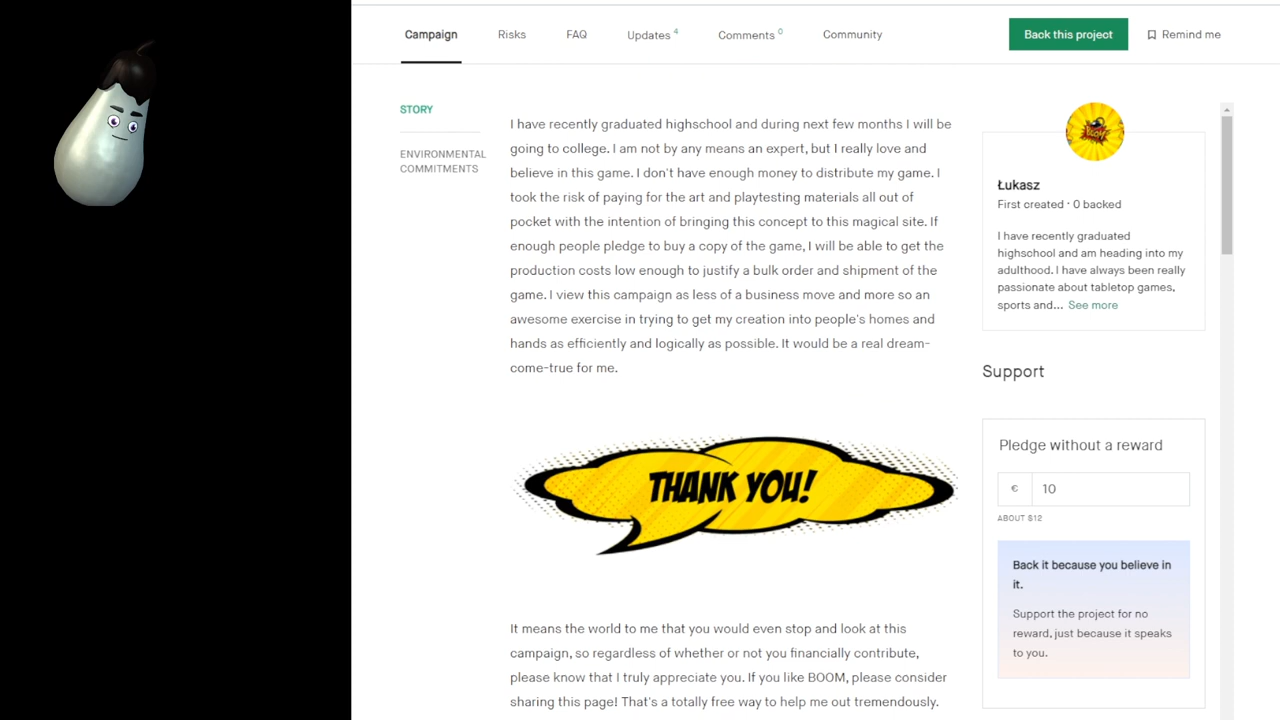 Campaign
Risks
FAQ
Updates 4
Comments 0
Community
Back this project
Remind me
STORY
ENVIRONMENTAL
COMMITMENTS
I have recently graduated highschool and during next few months I will be
going to college. I am not by any means an expert, but I really love and
believe in this game. I don't have enough money to distribute my game. I
took the risk of paying for the art and playtesting materials all out of
pocket with the intention of bringing this concept to this magical site. If
enough people pledge to buy a copy of the game, I will be able to get the
production costs low enough to justify a bulk order and shipment of the
game. I view this campaign as less of a business move and more so an
awesome exercise in trying to get my creation into people's homes and
hands as efficiently and logically as possible. It would be a real dream-
come-true for me.
THANK YOU!
It means the world to me that you would even stop and look at this
campaign, so regardless of whether or not you financially contribute,
please know that I truly appreciate you. If you like BOOM, please consider
sharing this page! That's a totally free way to help me out tremendously.
BOOM
Łukasz
First created · 0 backed
I have recently graduated
highschool and am heading into my
adulthood. I have always been really
passionate about tabletop games,
sports and... See more
Support
Pledge without a reward
€ 10
ABOUT $12
Back it because you believe in
it.
Support the project for no
reward, just because it speaks
to you.